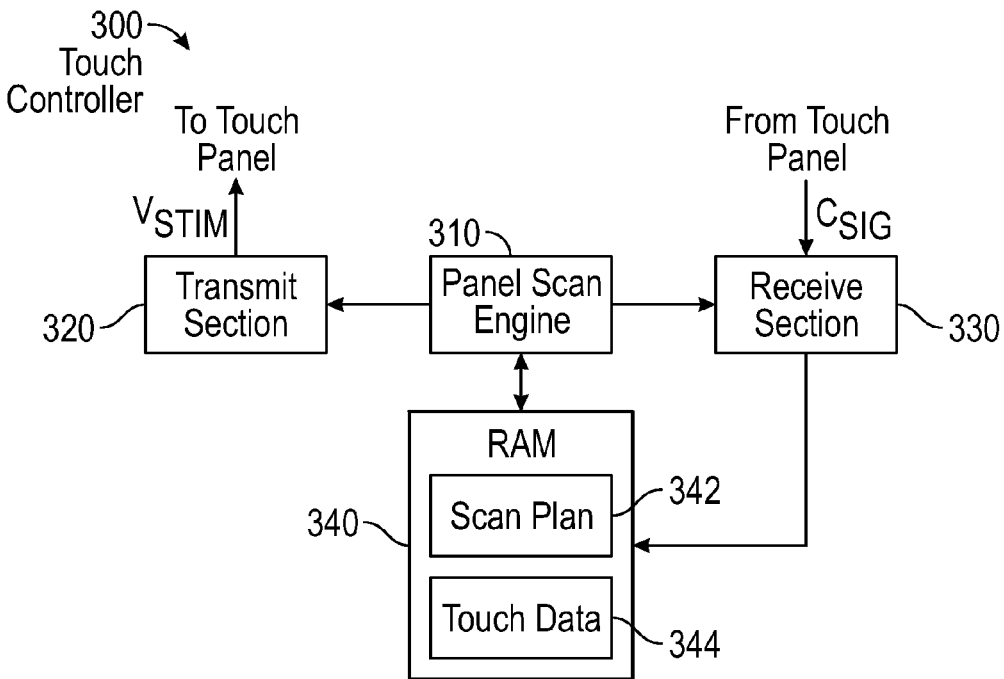 300
Touch
Controller
To Touch
Panel
From Touch
Panel
VSTIM
CSIG
310
Transmit
Section
Panel Scan
Engine
Receive
Section
320
330
RAM
Scan Plan
342
340
Touch Data
344